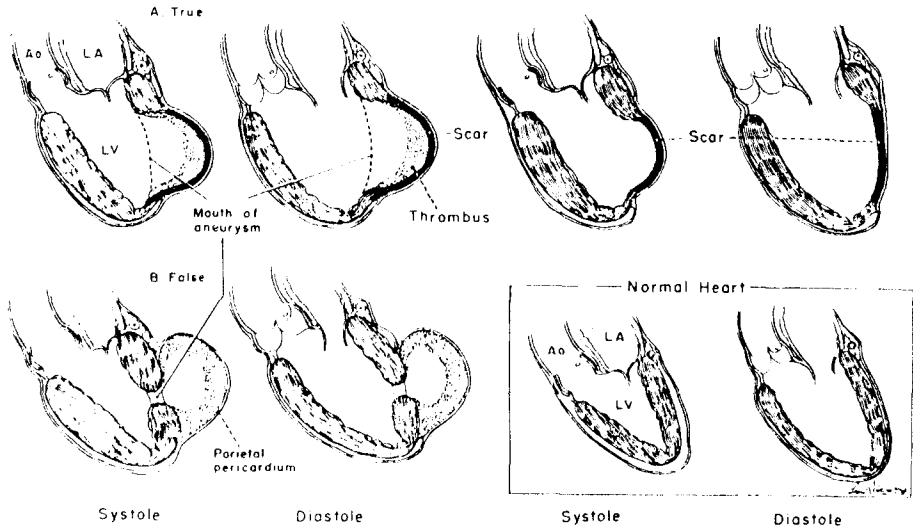 A. True
Ao
LA
LV
Scar
Scar
Thrombus
Mouth of
aneurysm
B. False
Normal Heart
Ao
LA
LV
Parietal
pericardium
Systole
Diastole
Systole
Diastole